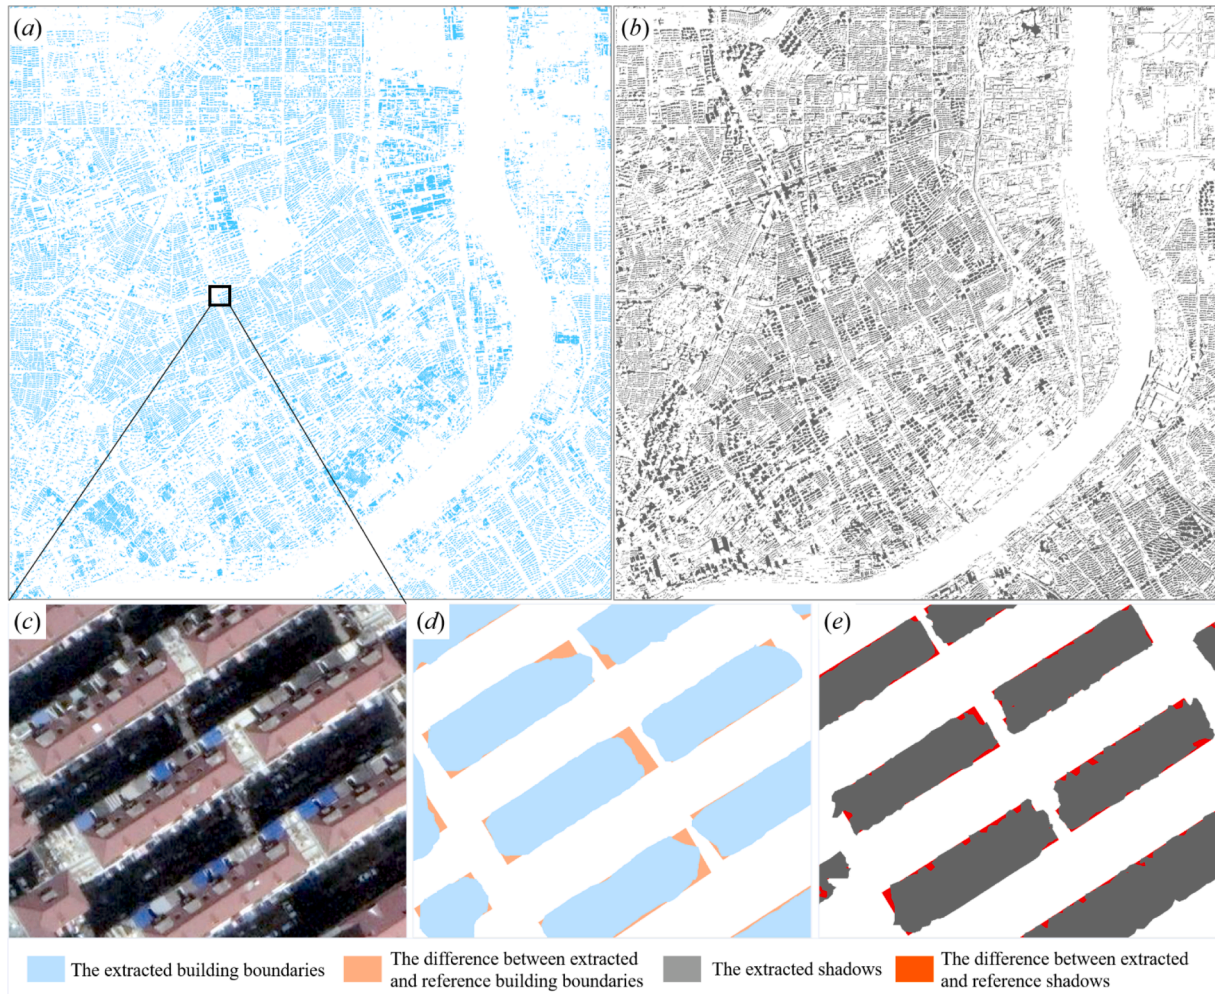 (a)
(b)
(c)
(d)
(e)
The extracted building boundaries
The difference between extracted
and reference building boundaries
The extracted shadows
The difference between extracted
and reference shadows